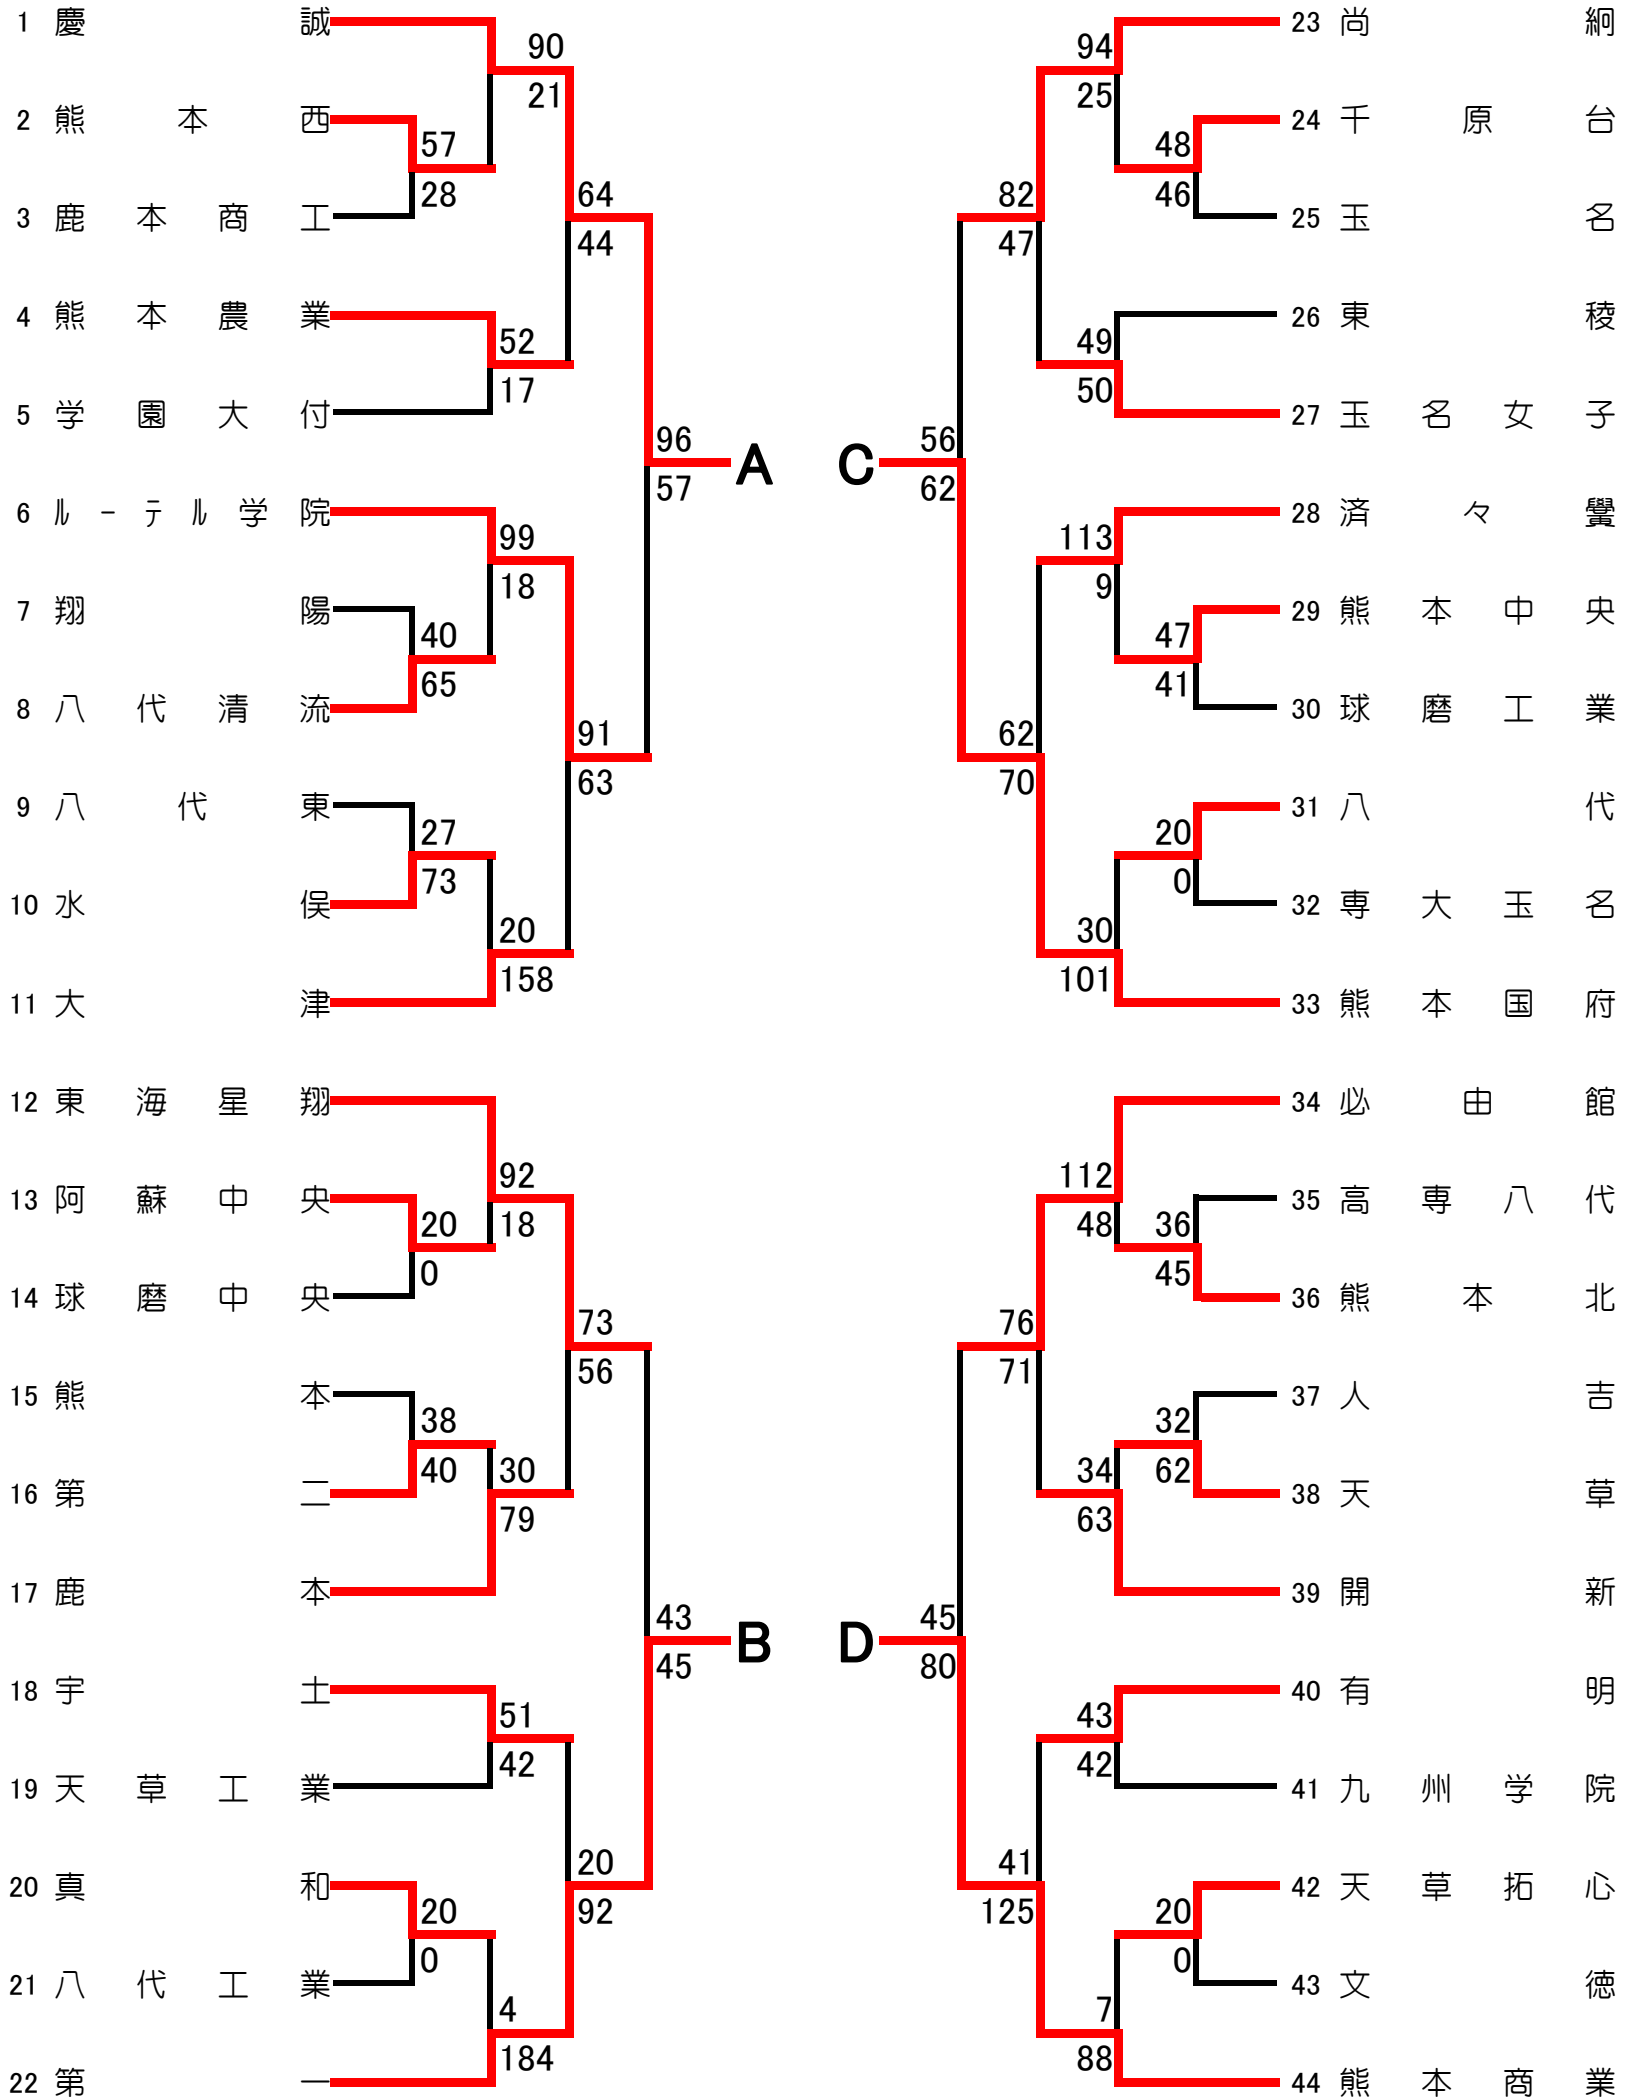 1 慶誠
90
21
2 熊本西
57
28
3 鹿本商工
64
44
4 熊本農業
52
17
5 学園大付
96
57
A
6 ルーテル学院
99
18
7 翔陽
40
65
8 八代清流
91
63
9 八代東
27
73
10 水俣
20
158
11 大津
12 東海星翔
92
18
13 阿蘇中央
20
0
14 球磨中央
73
56
15 熊本
38
40
16 第二
30
79
17 鹿本
43
45
B
18 宇土
51
42
19 天草工業
20
92
20 真和
20
0
21 八代工業
4
184
22 第一
23 尚絅
94
25
24 千原台
48
46
25 玉名
82
47
26 東稜
49
50
27 玉名女子
C
56
62
28 済々黌
113
9
29 熊本中央
47
41
30 球磨工業
62
70
31 八代
20
0
32 専大玉名
30
101
33 熊本国府
34 必由館
112
48
35 高専八代
36
45
36 熊本北
76
71
37 人吉
32
62
38 天草
34
63
39 開新
D
45
80
40 有明
43
42
41 九州学院
41
125
42 天草拓心
20
0
43 文徳
7
88
44 熊本商業